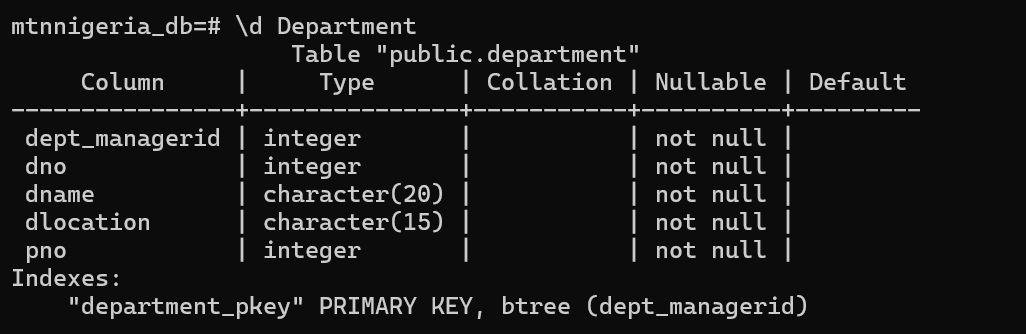 mtnnigeria_db=# \d Department
Table "public.department"
Column | Type | Collation | Nullable | Default
----------------+---------------+-----------+----------+---------
dept_managerid | integer | | not null |
dno | integer | | not null |
dname | character(20) | | not null |
dlocation | character(15) | | not null |
pno | integer | | not null |
Indexes:
"department_pkey" PRIMARY KEY, btree (dept_managerid)